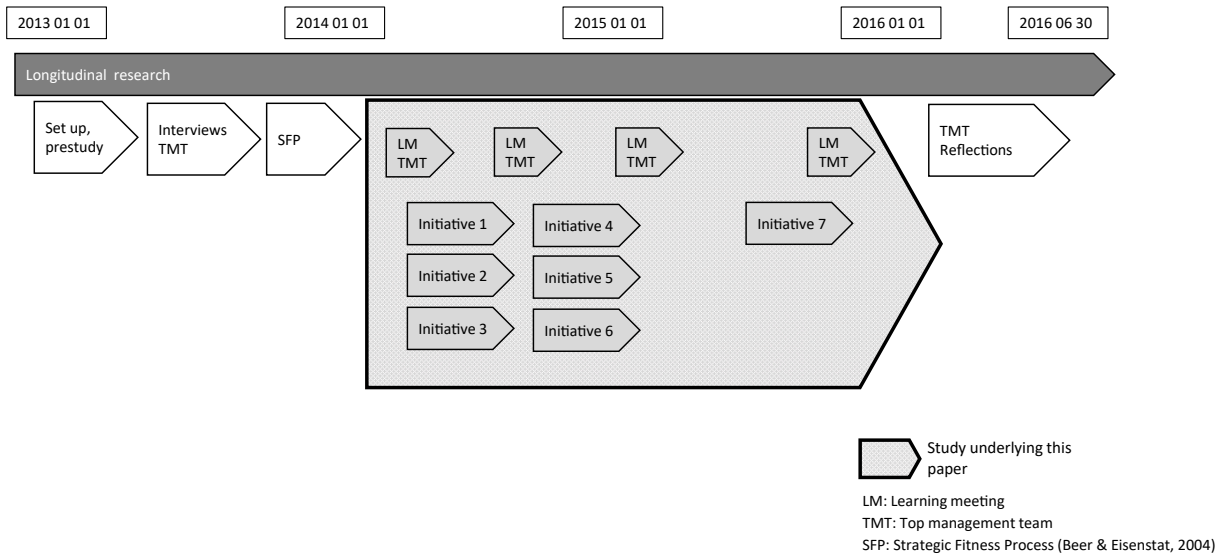 2013 01 01
2014 01 01
2015 01 01
2016 01 01
2016 06 30
Longitudinal research
Set up,
prestudy
Interviews
TMT
SFP
LM
TMT
LM
TMT
LM
TMT
LM
TMT
TMT
Reflections
Initiative 1
Initiative 4
Initiative 7
Initiative 2
Initiative 5
Initiative 3
Initiative 6
Study underlying this
paper
LM: Learning meeting
TMT: Top management team
SFP: Strategic Fitness Process (Beer & Eisenstat, 2004)